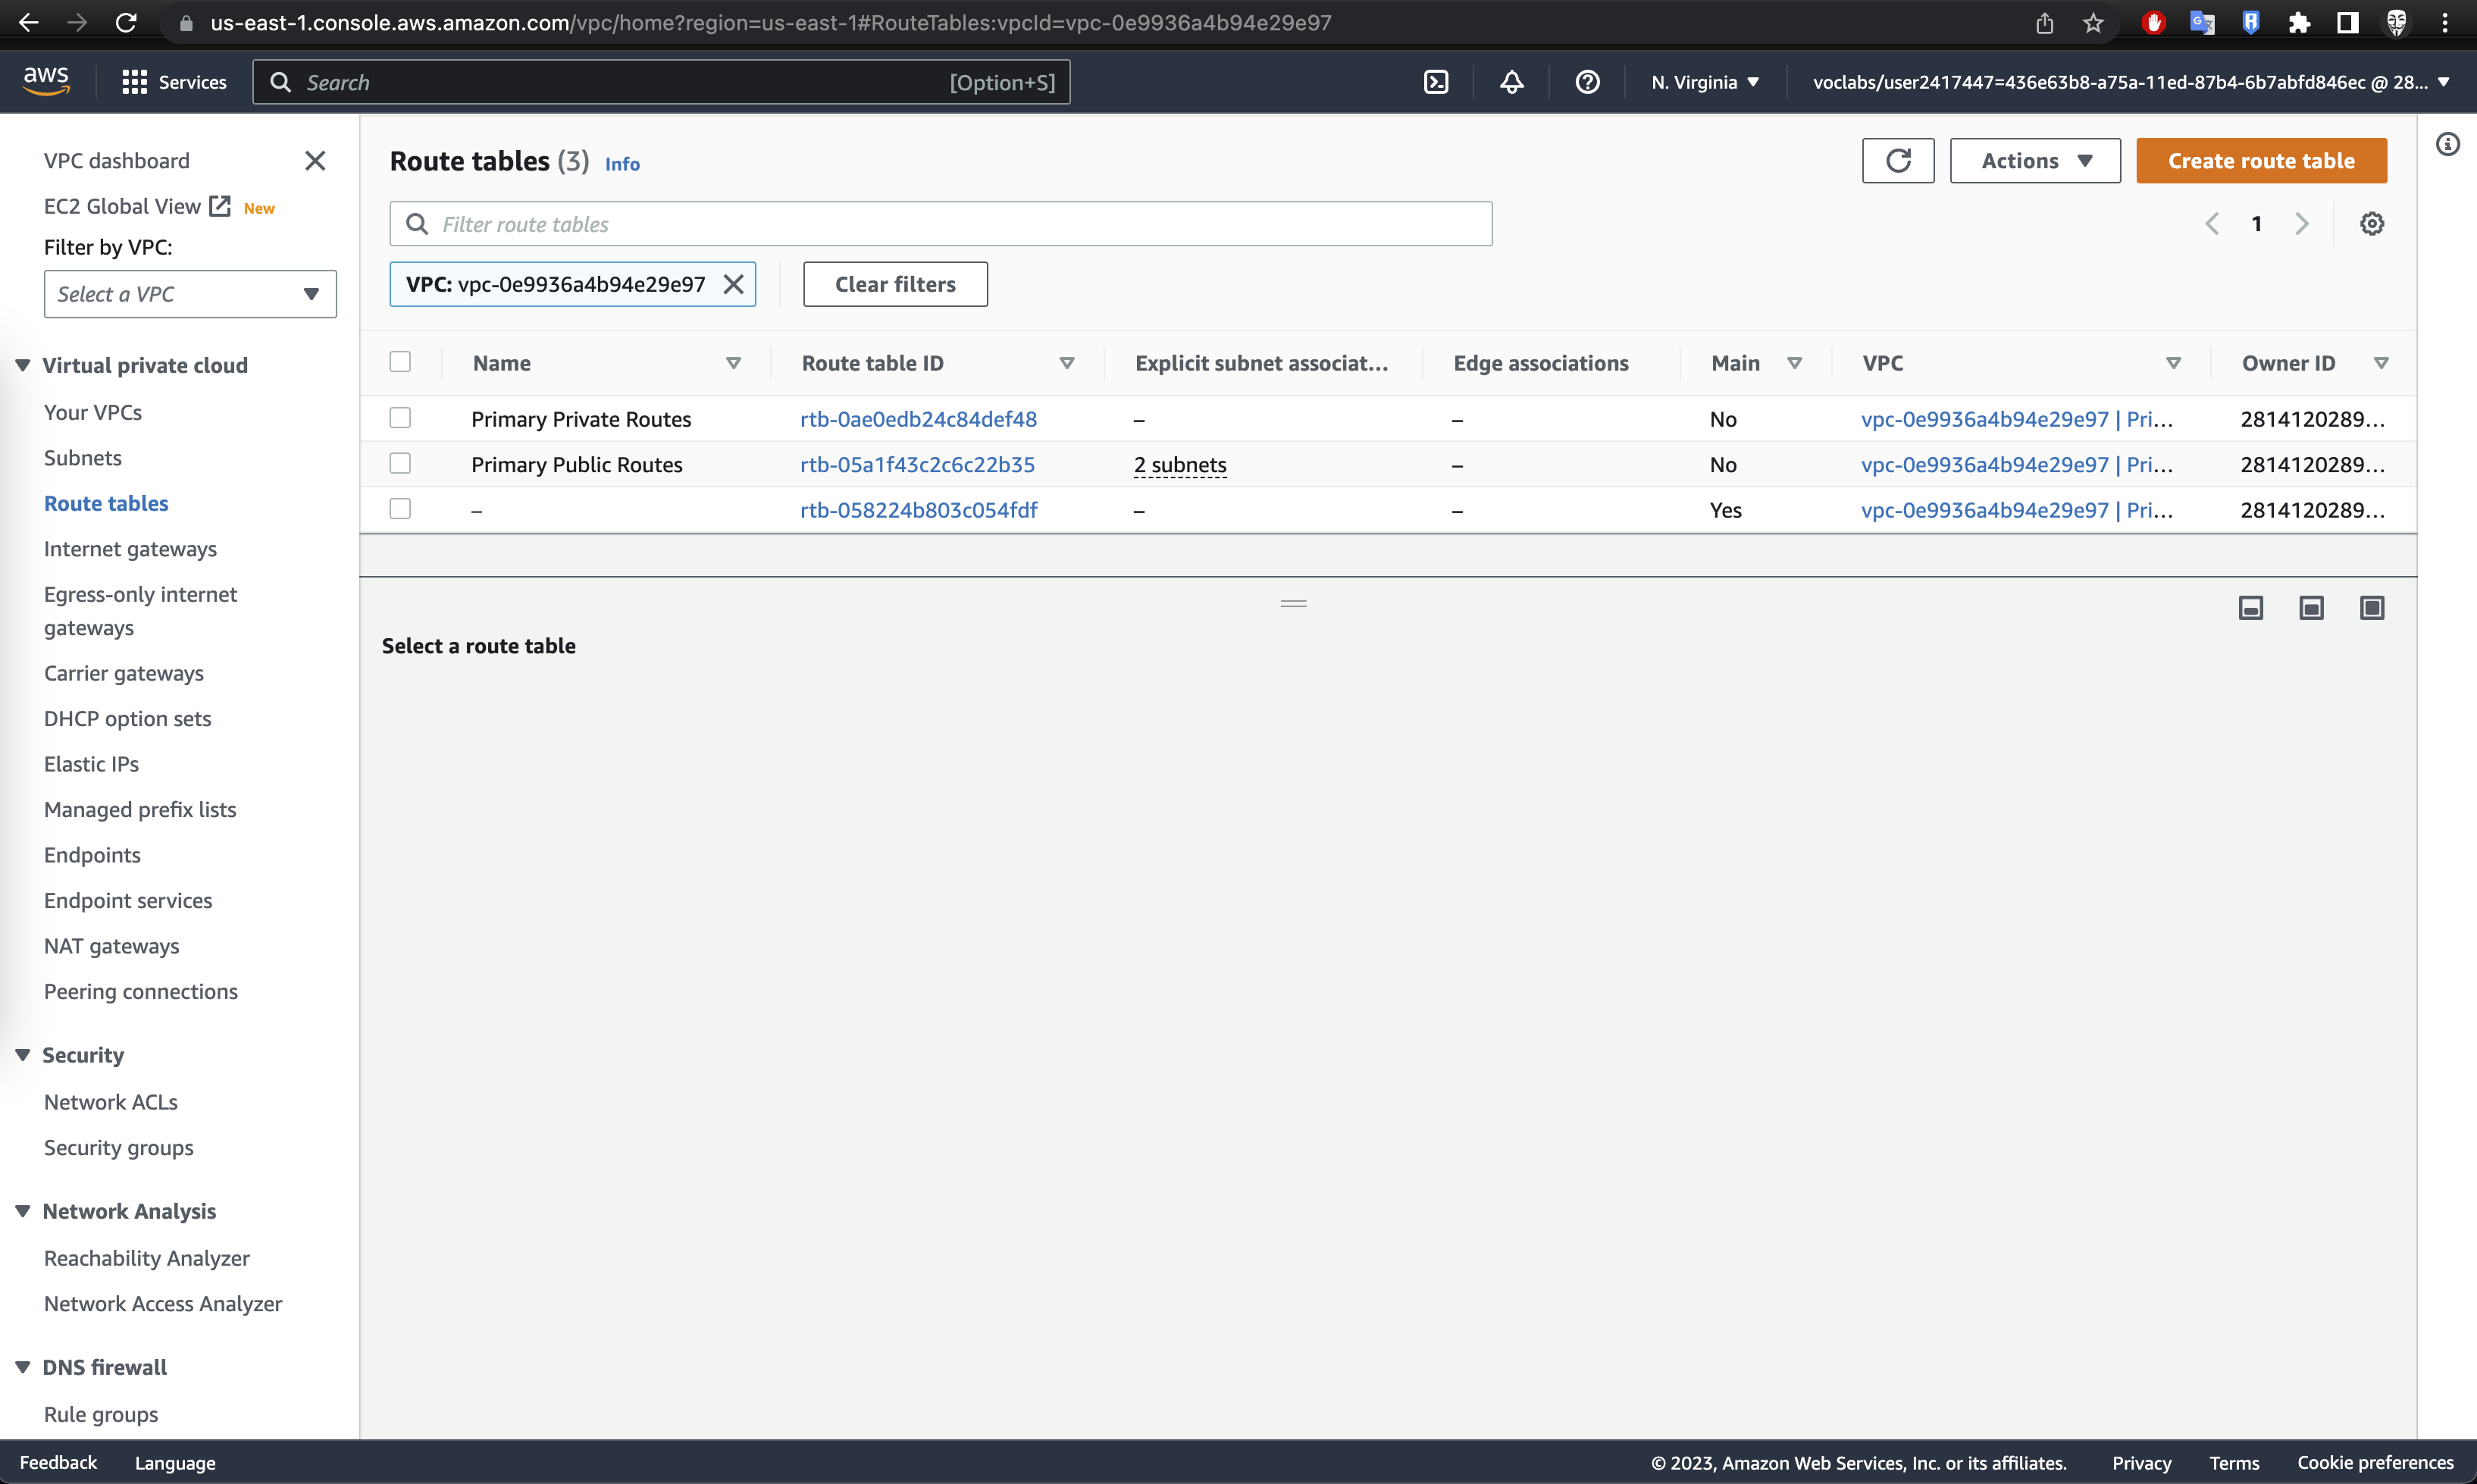 us-east-1.console.aws.amazon.com/vpc/home?region=us-east-1#RouteTables:vpcId=vpc-0e9936a4b94e29e97
aws
Services
Search
[Option+S]
N. Virginia
voclabs/user2417447=436e63b8-a75a-11ed-87b4-6b7abfd846ec @ 28...
VPC dashboard
EC2 Global View New
Filter by VPC:
Select a VPC
Virtual private cloud
Your VPCs
Subnets
Route tables
Internet gateways
Egress-only internet
gateways
Carrier gateways
DHCP option sets
Elastic IPs
Managed prefix lists
Endpoints
Endpoint services
NAT gateways
Peering connections
Security
Network ACLs
Security groups
Network Analysis
Reachability Analyzer
Network Access Analyzer
DNS firewall
Rule groups
Route tables (3) Info
Actions
Create route table
Filter route tables
1
VPC: vpc-0e9936a4b94e29e97
Clear filters
Name Route table ID Explicit subnet associat... Edge associations Main VPC Owner ID
Primary Private Routes rtb-0ae0edb24c84def48 – – No vpc-0e9936a4b94e29e97 | Pri... 2814120289...
Primary Public Routes rtb-05a1f43c2c6c22b35 2 subnets – No vpc-0e9936a4b94e29e97 | Pri... 2814120289...
– rtb-058224b803c054fdf – – Yes vpc-0e9936a4b94e29e97 | Pri... 2814120289...
Select a route table
Feedback
Language
© 2023, Amazon Web Services, Inc. or its affiliates.
Privacy
Terms
Cookie preferences